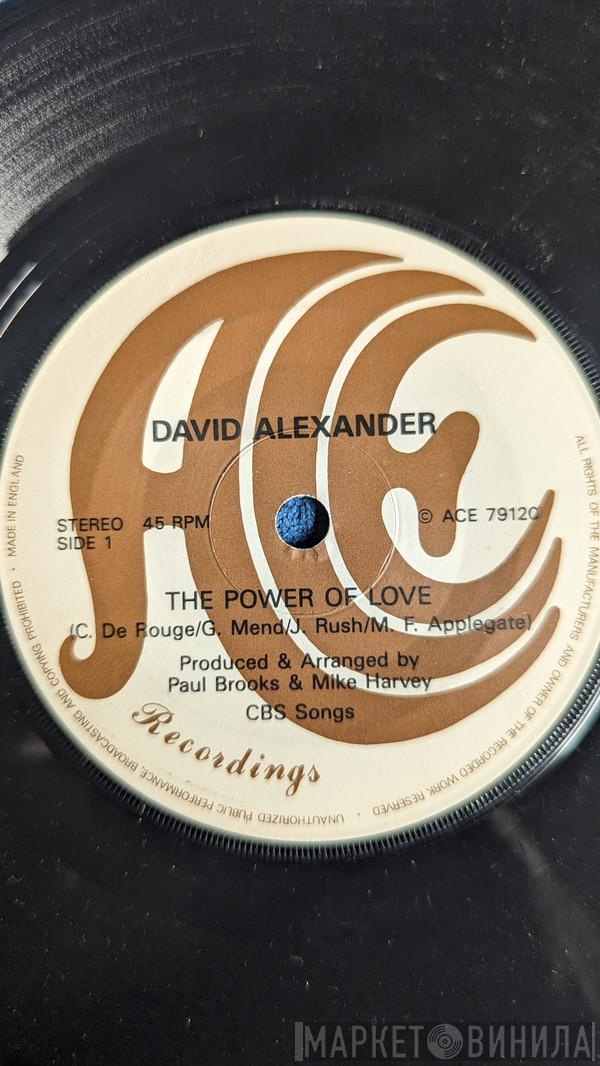 ACE
DAVID ALEXANDER
STEREO 45 RPM
SIDE 1
© ACE 7912C
THE POWER OF LOVE
(C. De Rouge/G. Mend/J. Rush/M. F. Applegate)
Produced & Arranged by
Paul Brooks & Mike Harvey
CBS Songs
Recordings
ALL RIGHTS OF THE MANUFACTURERS AND OWNER OF THE RECORDED WORK RESERVED · UNAUTHORIZED PUBLIC PERFORMANCE, BROADCASTING AND COPYING PROHIBITED · MADE IN ENGLAND
МАРКЕТ ВИНИЛА